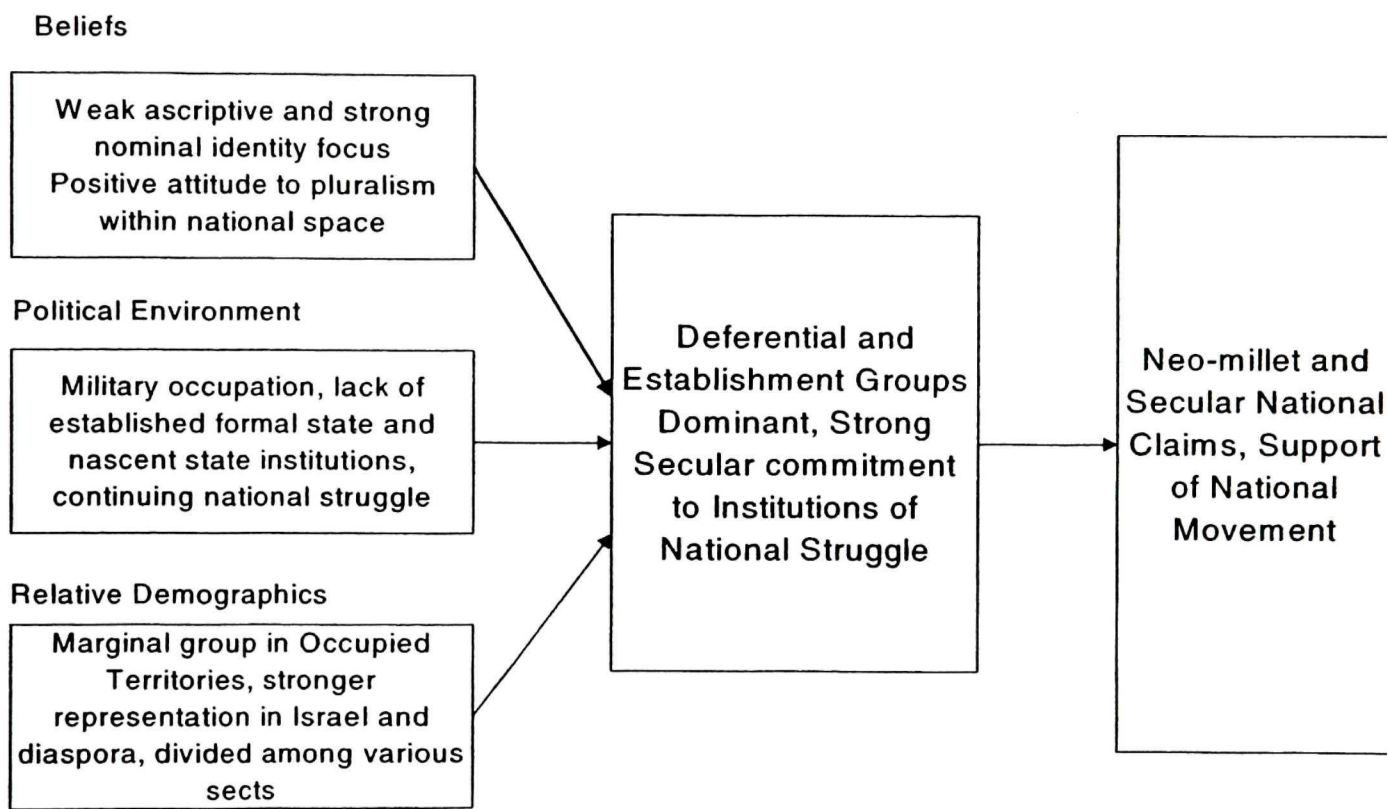 Beliefs
Weak ascriptive and strong
nominal identity focus
Positive attitude to pluralism
within national space
Political Environment
Military occupation, lack of
established formal state and
nascent state institutions,
continuing national struggle
Relative Demographics
Marginal group in Occupied
Territories, stronger
representation in Israel and
diaspora, divided among various
sects
Deferential and
Establishment Groups
Dominant, Strong
Secular commitment
to Institutions of
National Struggle
Neo-millet and
Secular National
Claims, Support
of National
Movement